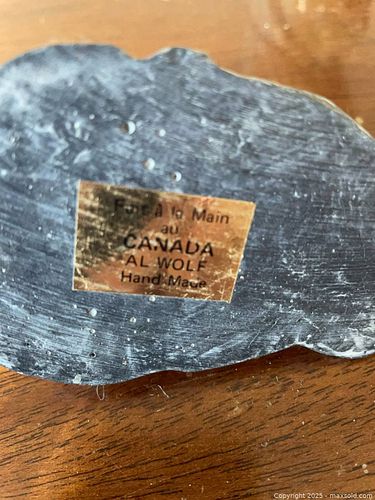 Fait à la Main
au
CANADA
AL WOLF
Hand Made
Copyright 2025 - maxsold.com